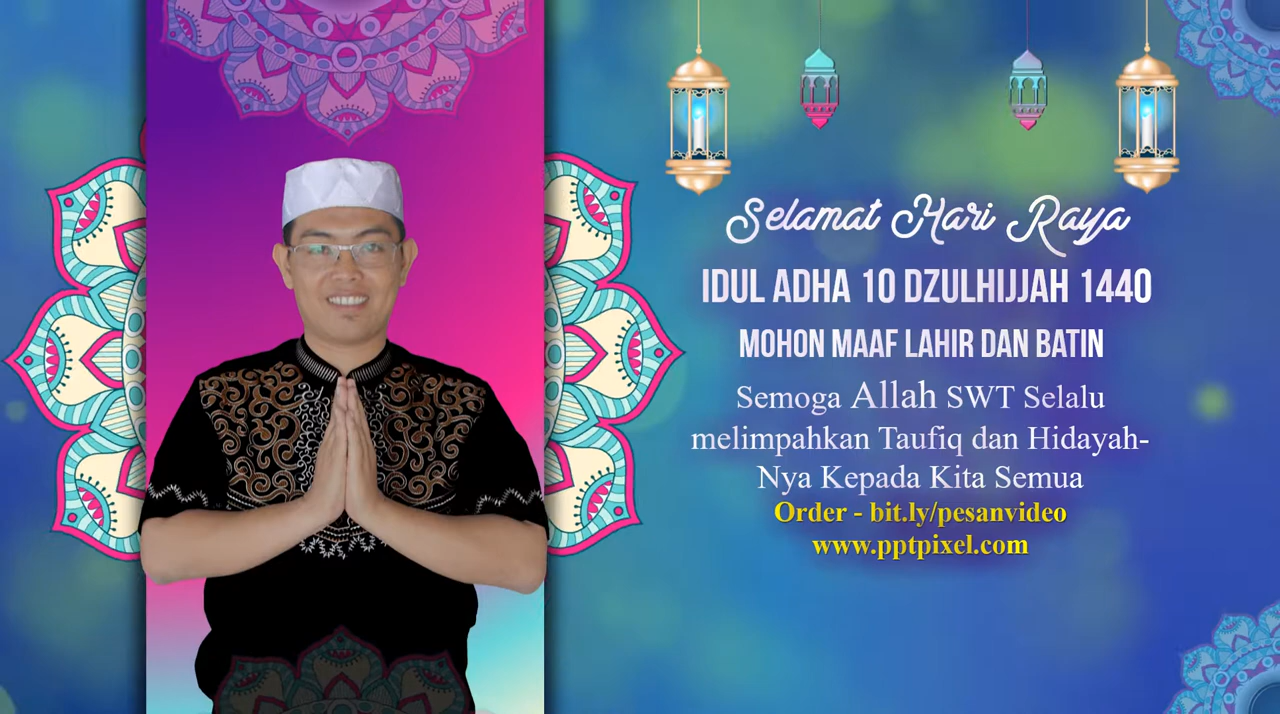 Selamat Hari Raya
IDUL ADHA 10 DZULHIJJAH 1440
MOHON MAAF LAHIR DAN BATIN
Semoga Allah SWT Selalu
melimpahkan Taufiq dan Hidayah-
Nya Kepada Kita Semua
Order - bit.ly/pesanvideo
www.pptpixel.com